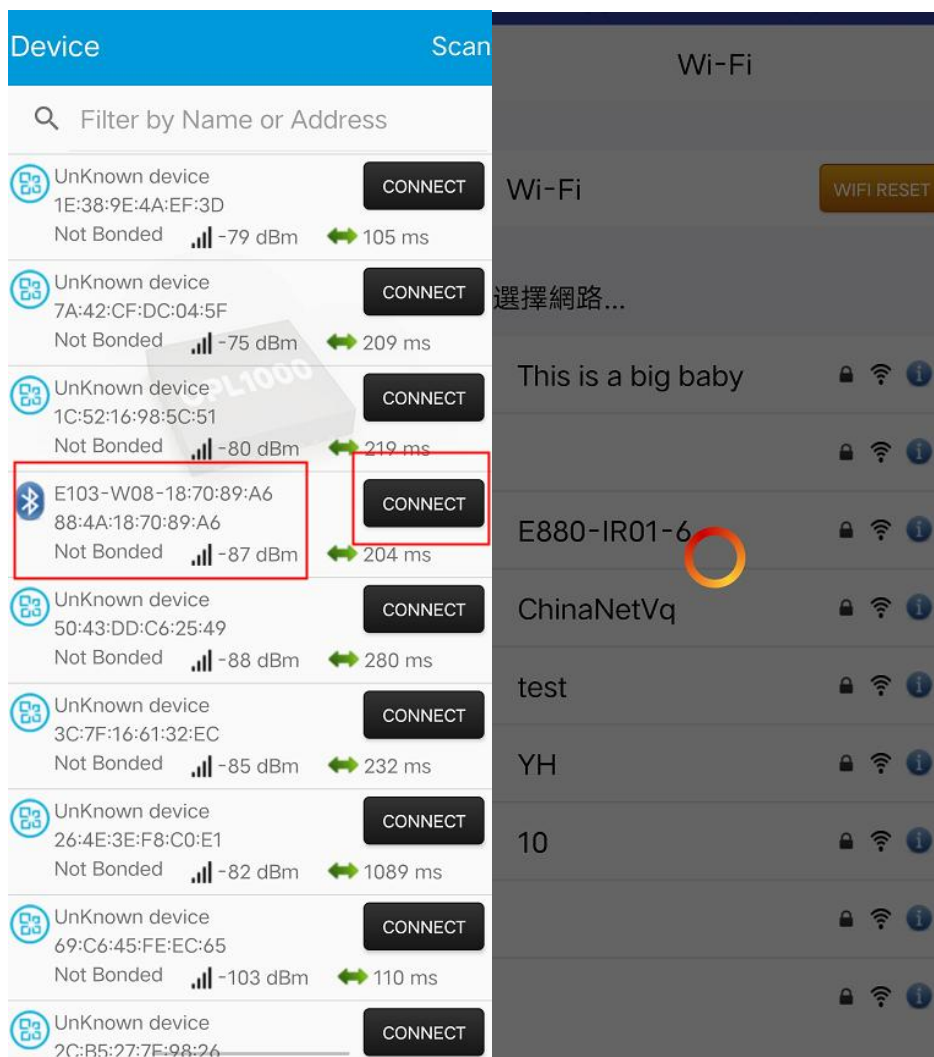 Device
Scan
Filter by Name or Address
UnKnown device
CONNECT
1E:38:9E:4A:EF:3D
Not Bonded -79 dBm 105 ms
UnKnown device
CONNECT
7A:42:CF:DC:04:5F
Not Bonded -75 dBm 209 ms
OPL1000
UnKnown device
CONNECT
1C:52:16:98:5C:51
Not Bonded -80 dBm 219 ms
E103-W08-18:70:89:A6
CONNECT
88:4A:18:70:89:A6
Not Bonded -87 dBm 204 ms
UnKnown device
CONNECT
50:43:DD:C6:25:49
Not Bonded -88 dBm 280 ms
UnKnown device
CONNECT
3C:7F:16:61:32:EC
Not Bonded -85 dBm 232 ms
UnKnown device
CONNECT
26:4E:3E:F8:C0:E1
Not Bonded -82 dBm 1089 ms
UnKnown device
CONNECT
69:C6:45:FE:EC:65
Not Bonded -103 dBm 110 ms
UnKnown device
CONNECT
2C:B5:27:7F:98:26
Wi-Fi
Wi-Fi
WIFI RESET
選擇網路...
This is a big baby
E880-IR01-6
ChinaNetVq
test
YH
10